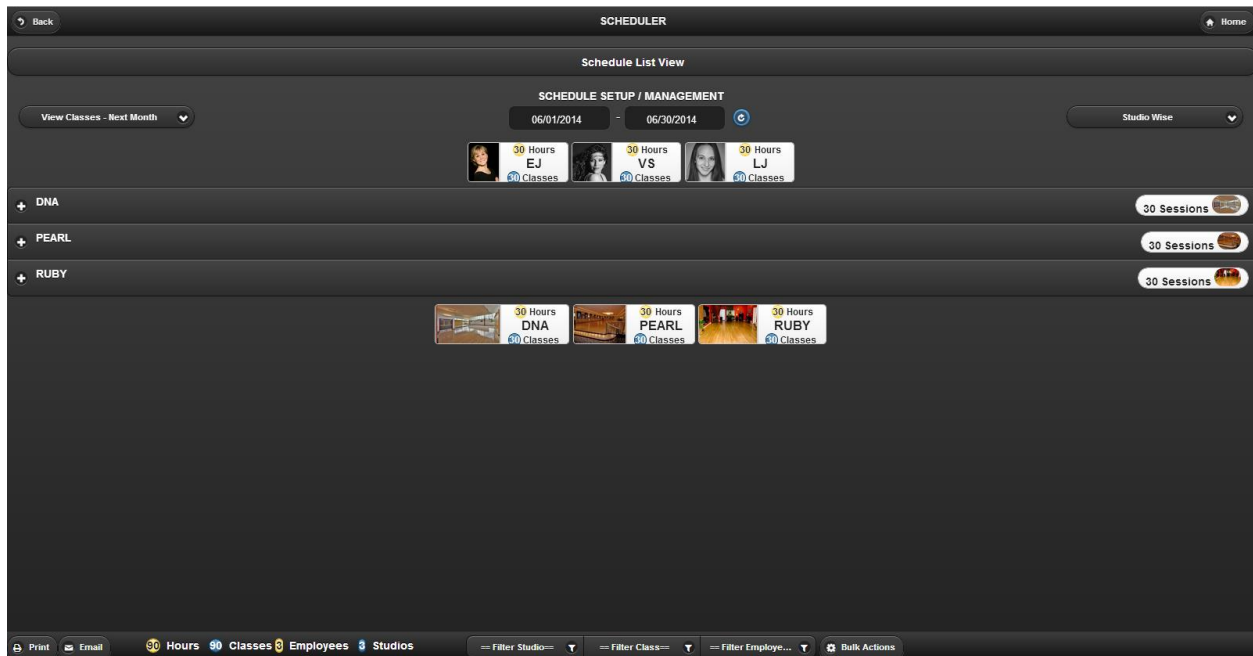 Back SCHEDULER Home
Schedule List View
SCHEDULE SETUP / MANAGEMENT
View Classes - Next Month 06/01/2014 - 06/30/2014 Studio Wise
30 Hours 30 Hours 30 Hours
EJ VS LJ
30 Classes 30 Classes 30 Classes
DNA 30 Sessions
PEARL 30 Sessions
RUBY 30 Sessions
30 Hours 30 Hours 30 Hours
DNA PEARL RUBY
30 Classes 30 Classes 30 Classes
Print Email 90 Hours 90 Classes 3 Employees 3 Studios == Filter Studio== == Filter Class== == Filter Employe... Bulk Actions